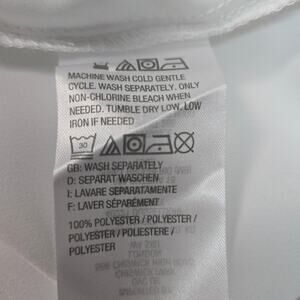 MACHINE WASH COLD GENTLE
CYCLE. WASH SEPARATELY. ONLY
NON-CHLORINE BLEACH WHEN
NEEDED. TUMBLE DRY LOW. LOW
IRON IF NEEDED
30
GB: WASH SEPARATELY
D: SEPARAT WASCHEN
I: LAVARE SEPARATAMENTE
F: LAVER SÉPARÉMENT
100% POLYESTER / POLYESTER /
POLYESTER / POLIESTERE /
POLYESTER